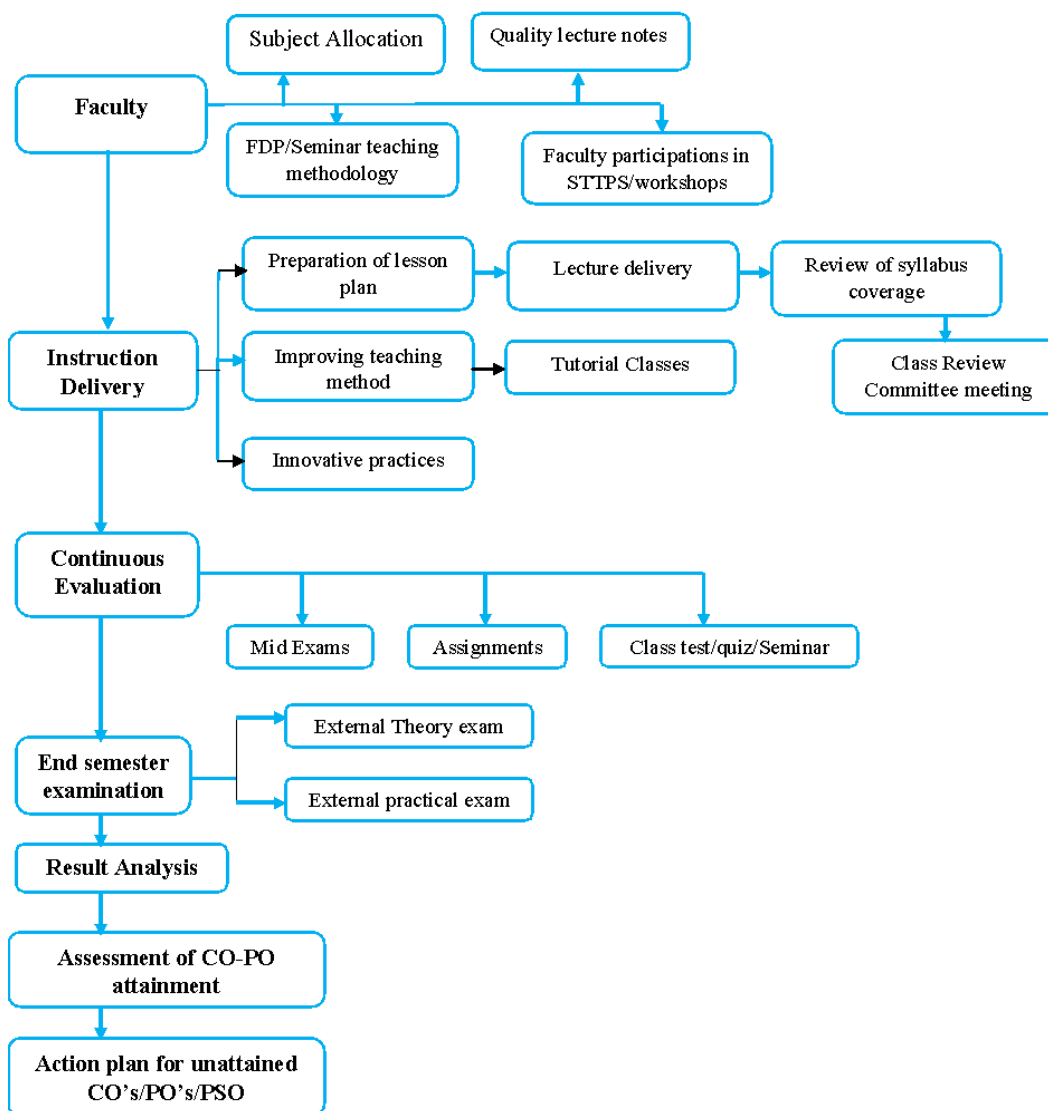 Subject Allocation
Quality lecture notes
Faculty
FDP/Seminar teaching
methodology
Faculty participations in
STTPS/workshops
Preparation of lesson
plan
Lecture delivery
Review of syllabus
coverage
Instruction
Delivery
Improving teaching
method
Tutorial Classes
Class Review
Committee meeting
Innovative practices
Continuous
Evaluation
Mid Exams
Assignments
Class test/quiz/Seminar
End semester
examination
External Theory exam
External practical exam
Result Analysis
Assessment of CO-PO
attainment
Action plan for unattained
CO’s/PO’s/PSO